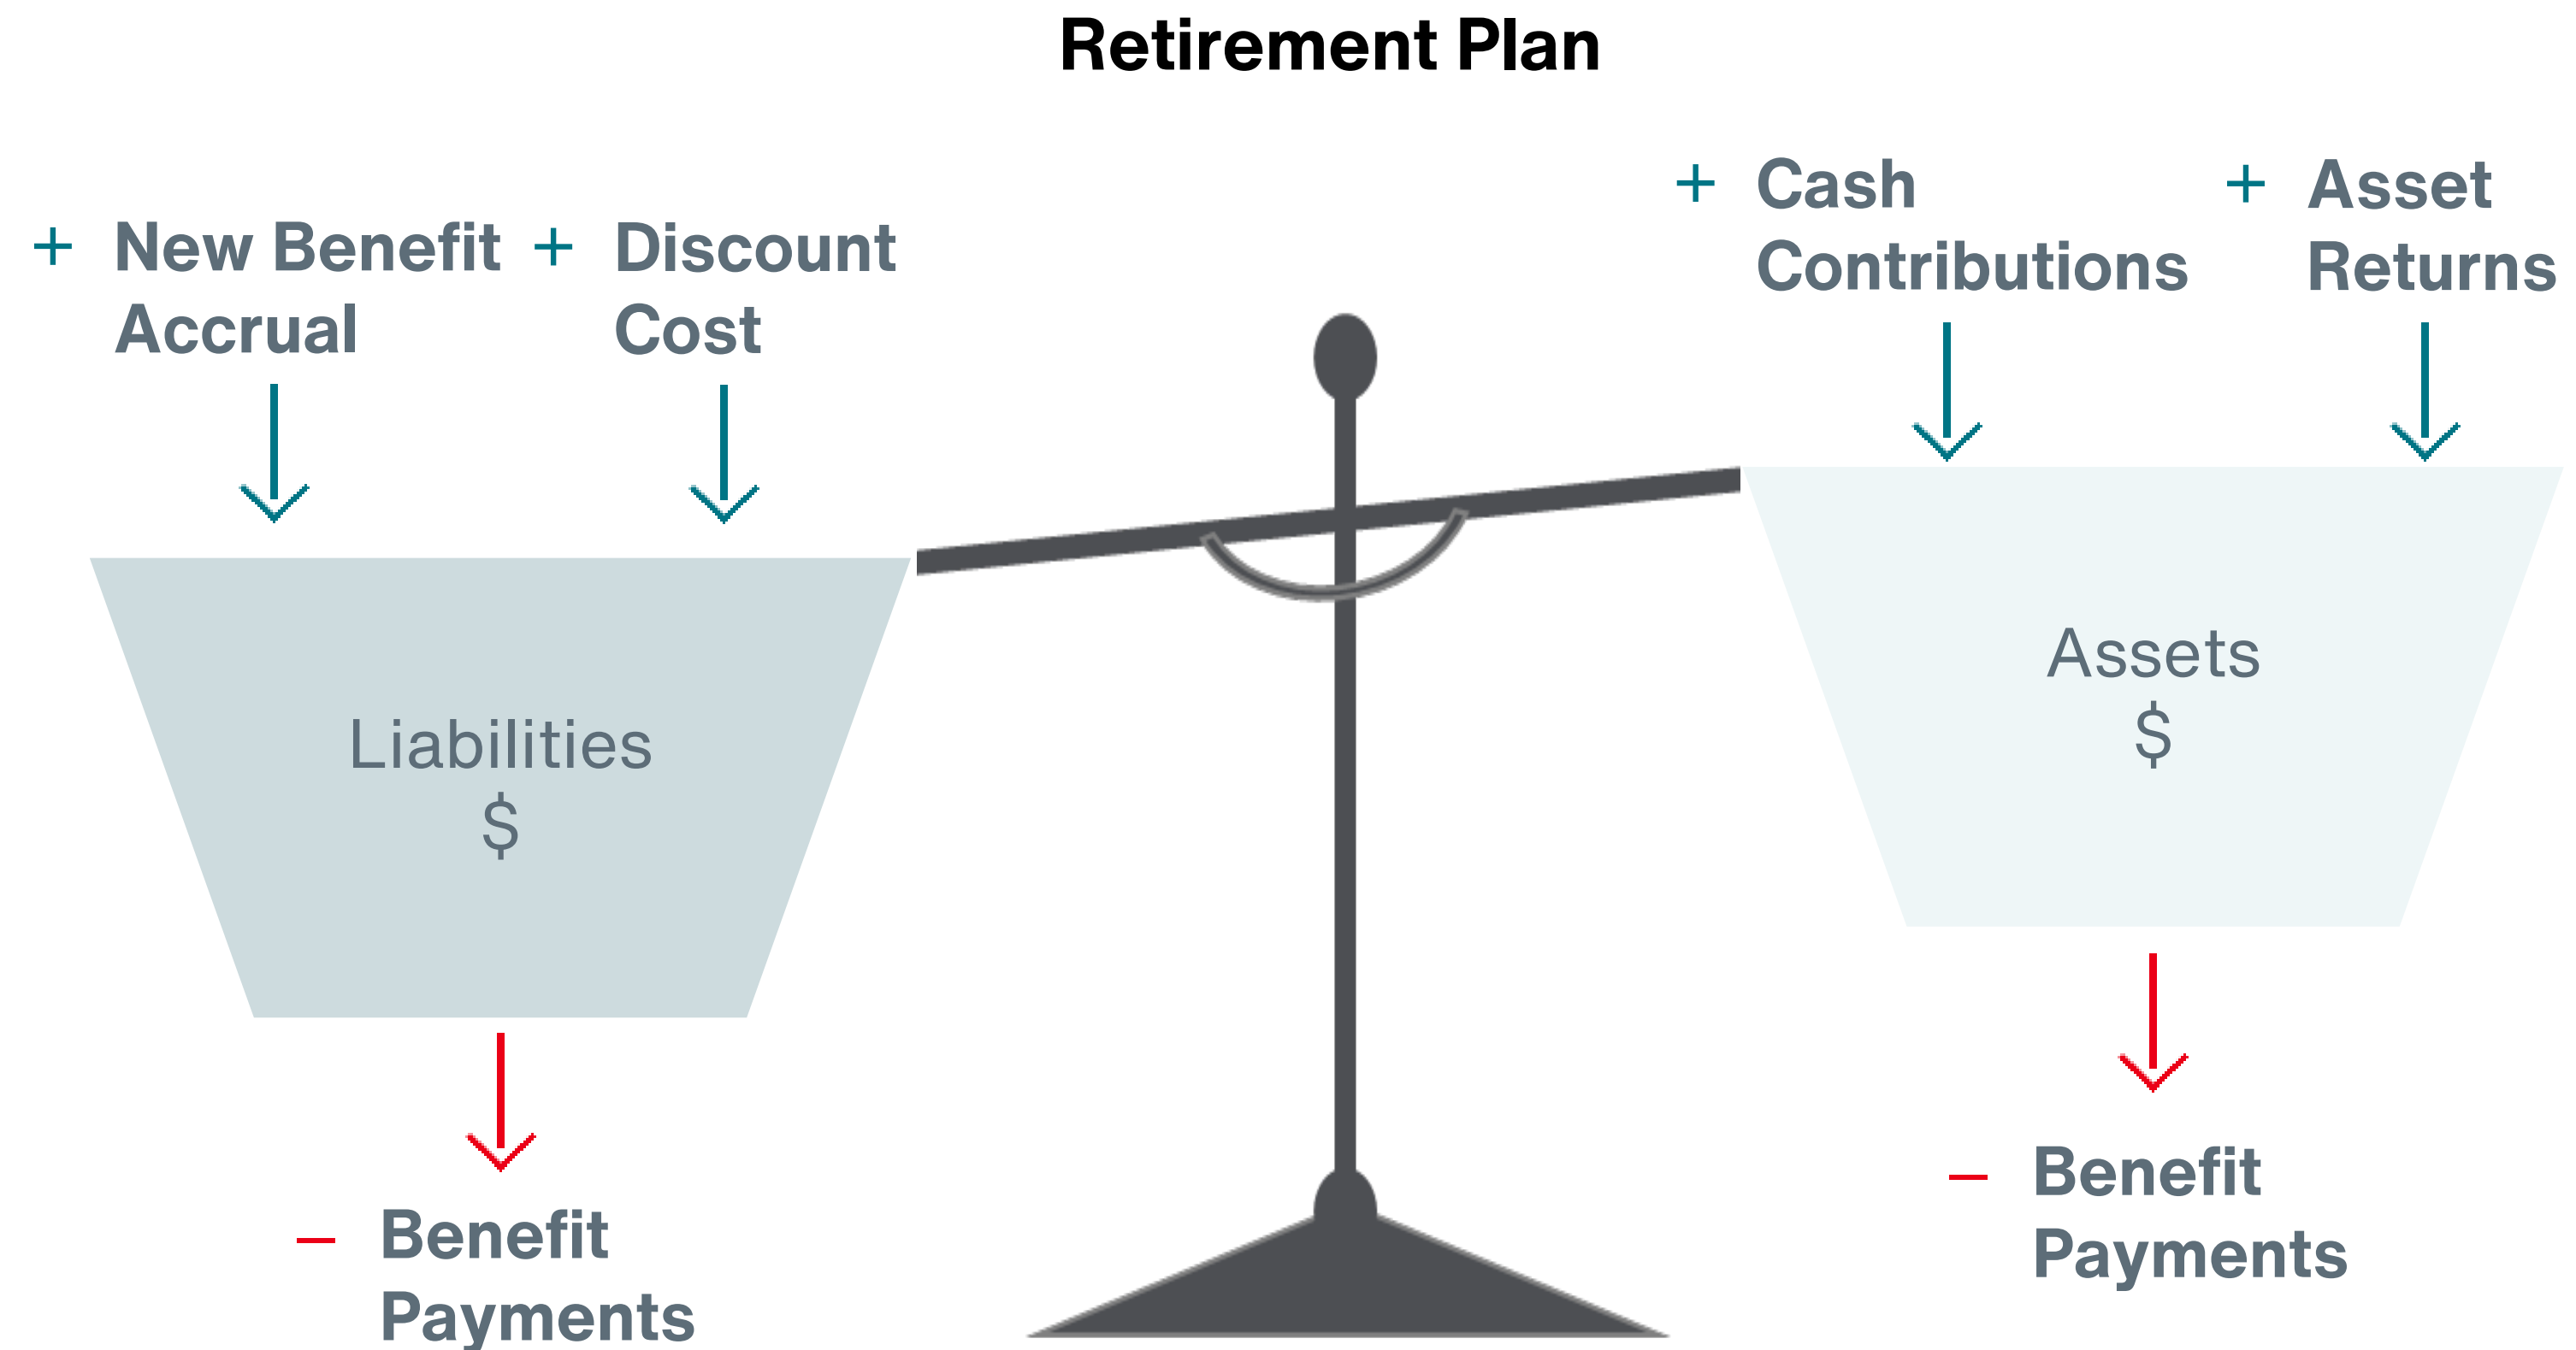 Retirement Plan
+ New Benefit
Accrual
+ Discount
Cost
+ Cash
Contributions
+ Asset
Returns
Liabilities
$
Assets
$
– Benefit
Payments
– Benefit
Payments